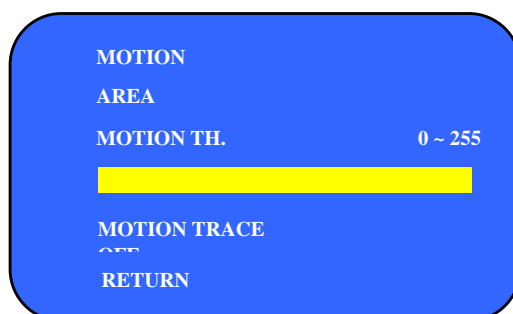 MOTION
AREA
MOTION TH. 0 ~ 255
MOTION TRACE
RETURN